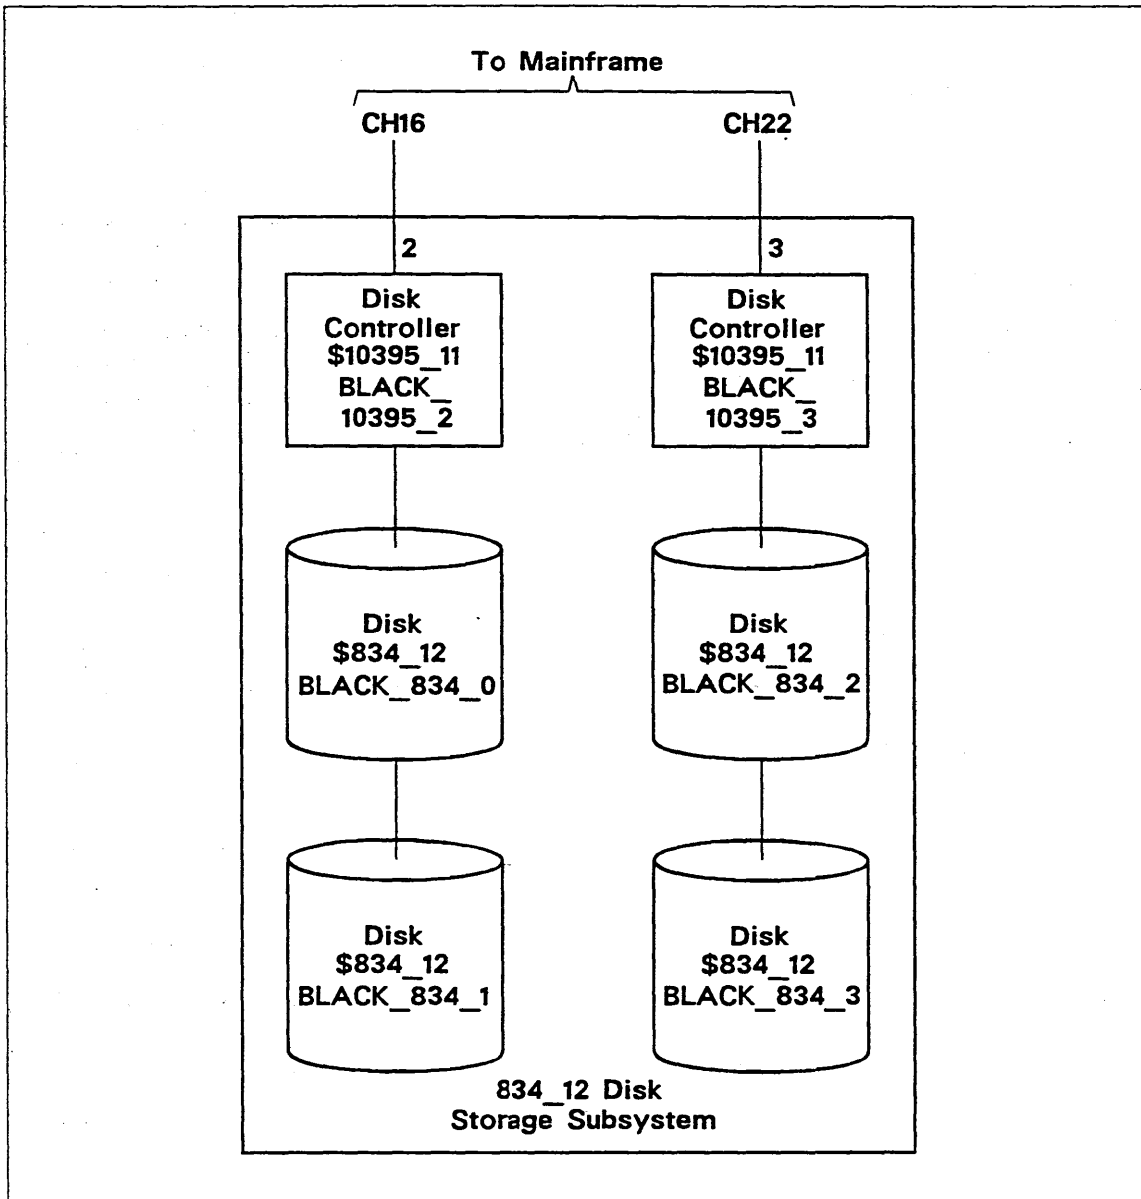 To Mainframe
CH16
CH22
2
3
Disk
Controller
$10395_11
BLACK_
10395_2
Disk
Controller
$10395_11
BLACK_
10395_3
Disk
$834_12
BLACK_834_0
Disk
$834_12
BLACK_834_2
Disk
$834_12
BLACK_834_1
Disk
$834_12
BLACK_834_3
834_12 Disk
Storage Subsystem